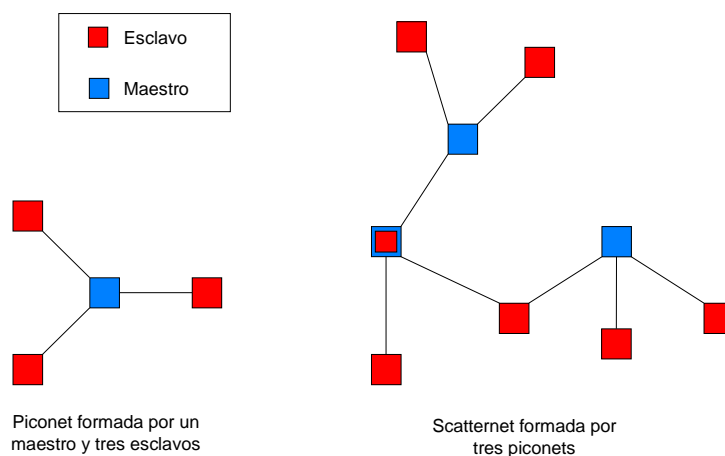 Esclavo
Maestro
Piconet formada por un
maestro y tres esclavos
Scatternet formada por
tres piconets